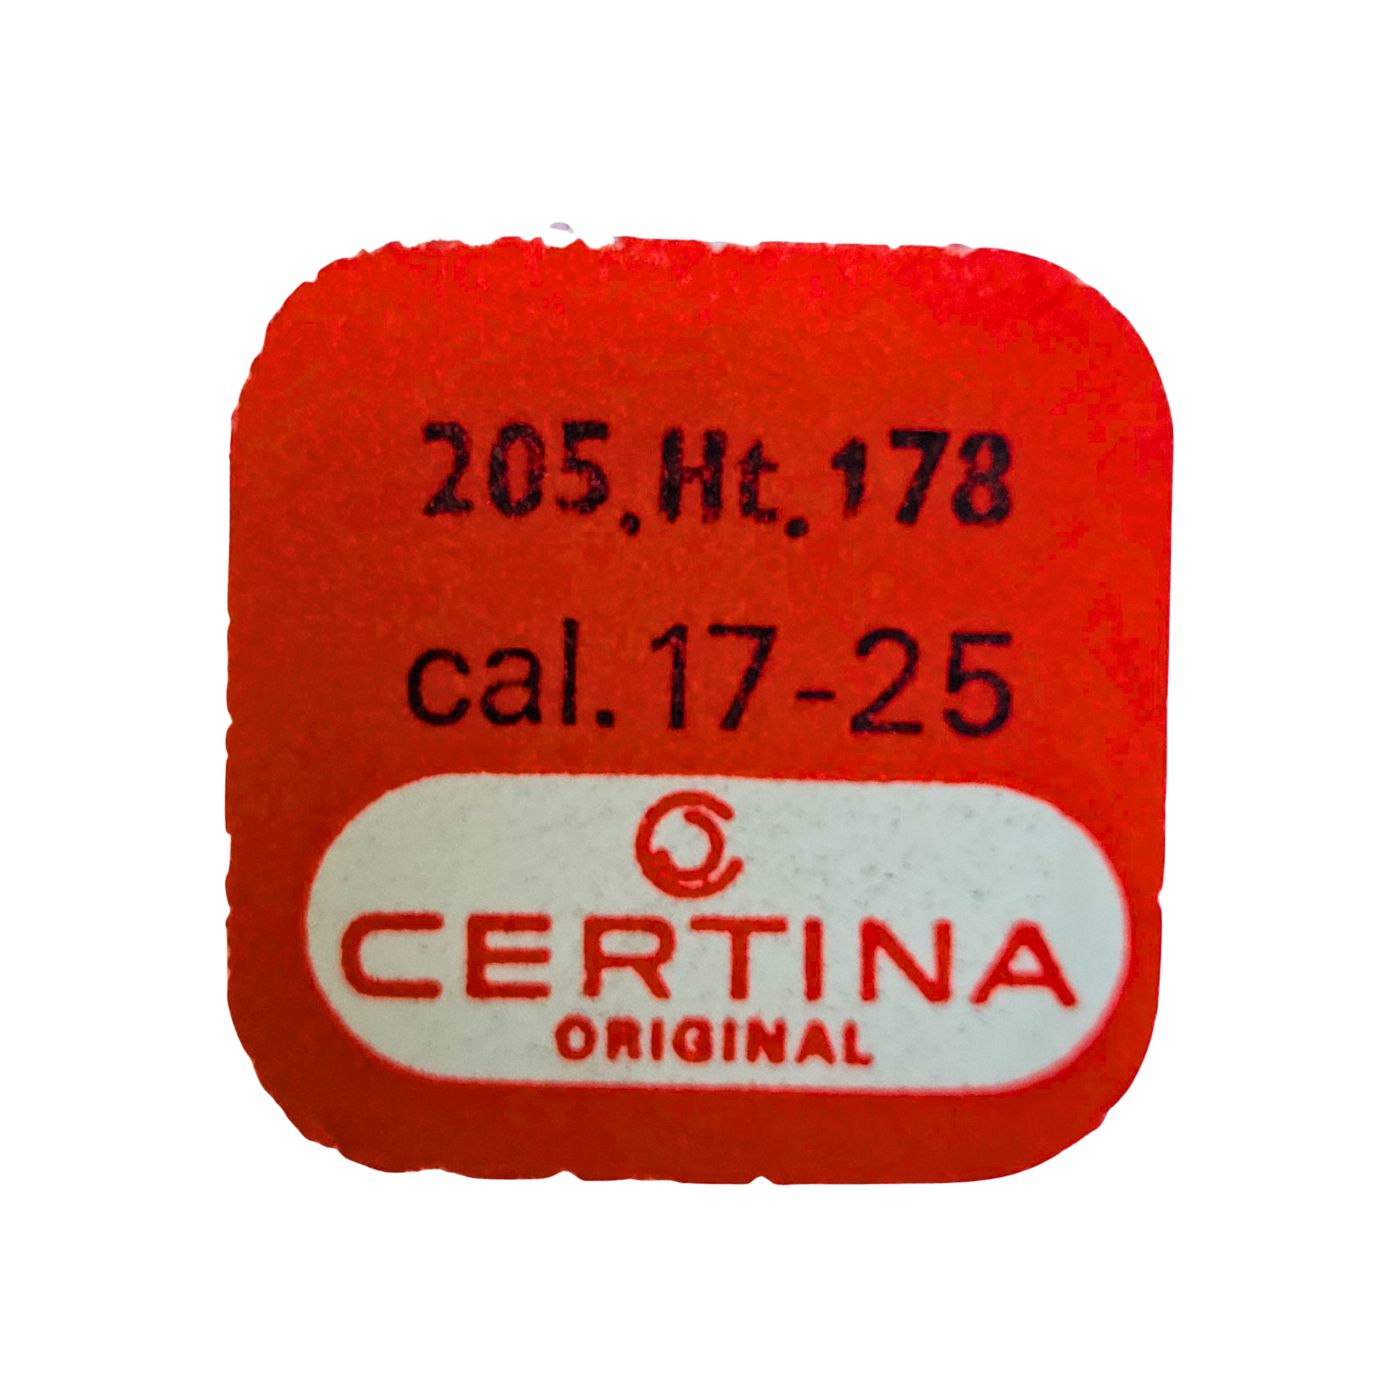 205.Ht.178
cal. 17-25
CERTINA
ORIGINAL